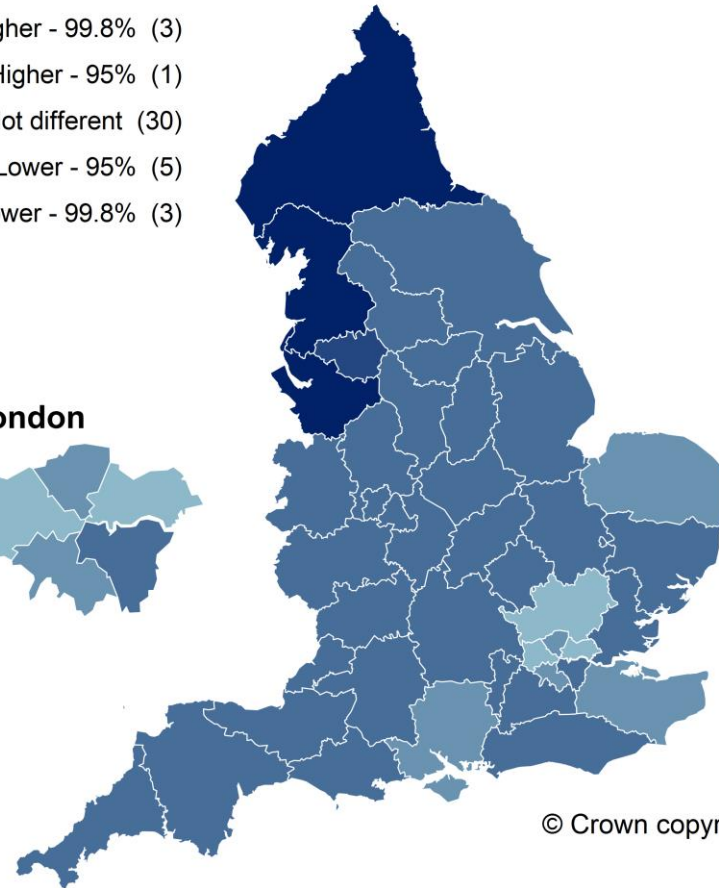 gher - 99.8% (3)
Higher - 95% (1)
ot different (30)
Lower - 95% (5)
wer - 99.8% (3)
ondon
© Crown copyr